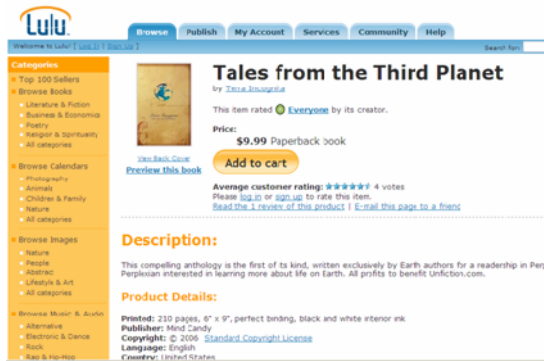 Lulu
Browse
Publish
My Account
Services
Community
Help
Welcome to Lulu! [ Log In | Sign Up ]
Search for:
Categories
Top 100 Sellers
Browse Books
Literature & Fiction
Business & Economics
Poetry
Religion & Spirituality
All categories
Browse Calendars
Photography
Animals
Children & Family
Nature
All categories
Browse Images
Nature
People
Abstract
Lifestyle & Art
All categories
Browse Music & Audio
Alternative
Electronic & Dance
Rock
Rap & Hip-Hop
View Back Cover
Preview this book
Tales from the Third Planet
by Terra Incognita
This item rated Everyone by its creator.
Price:
$9.99 Paperback book
Add to cart
Average customer rating: 4 votes
Please log in or sign up to rate this item.
Read the 1 review of this product | E-mail this page to a friend
Description:
This compelling anthology is the first of its kind, written exclusively by Earth authors for a readership in Perp
Perplexian interested in learning more about life on Earth. All profits to benefit Unfiction.com.
Product Details:
Printed: 210 pages, 6" x 9", perfect binding, black and white interior ink
Publisher: Mind Candy
Copyright: © 2006 Standard Copyright License
Language: English
Country: United States